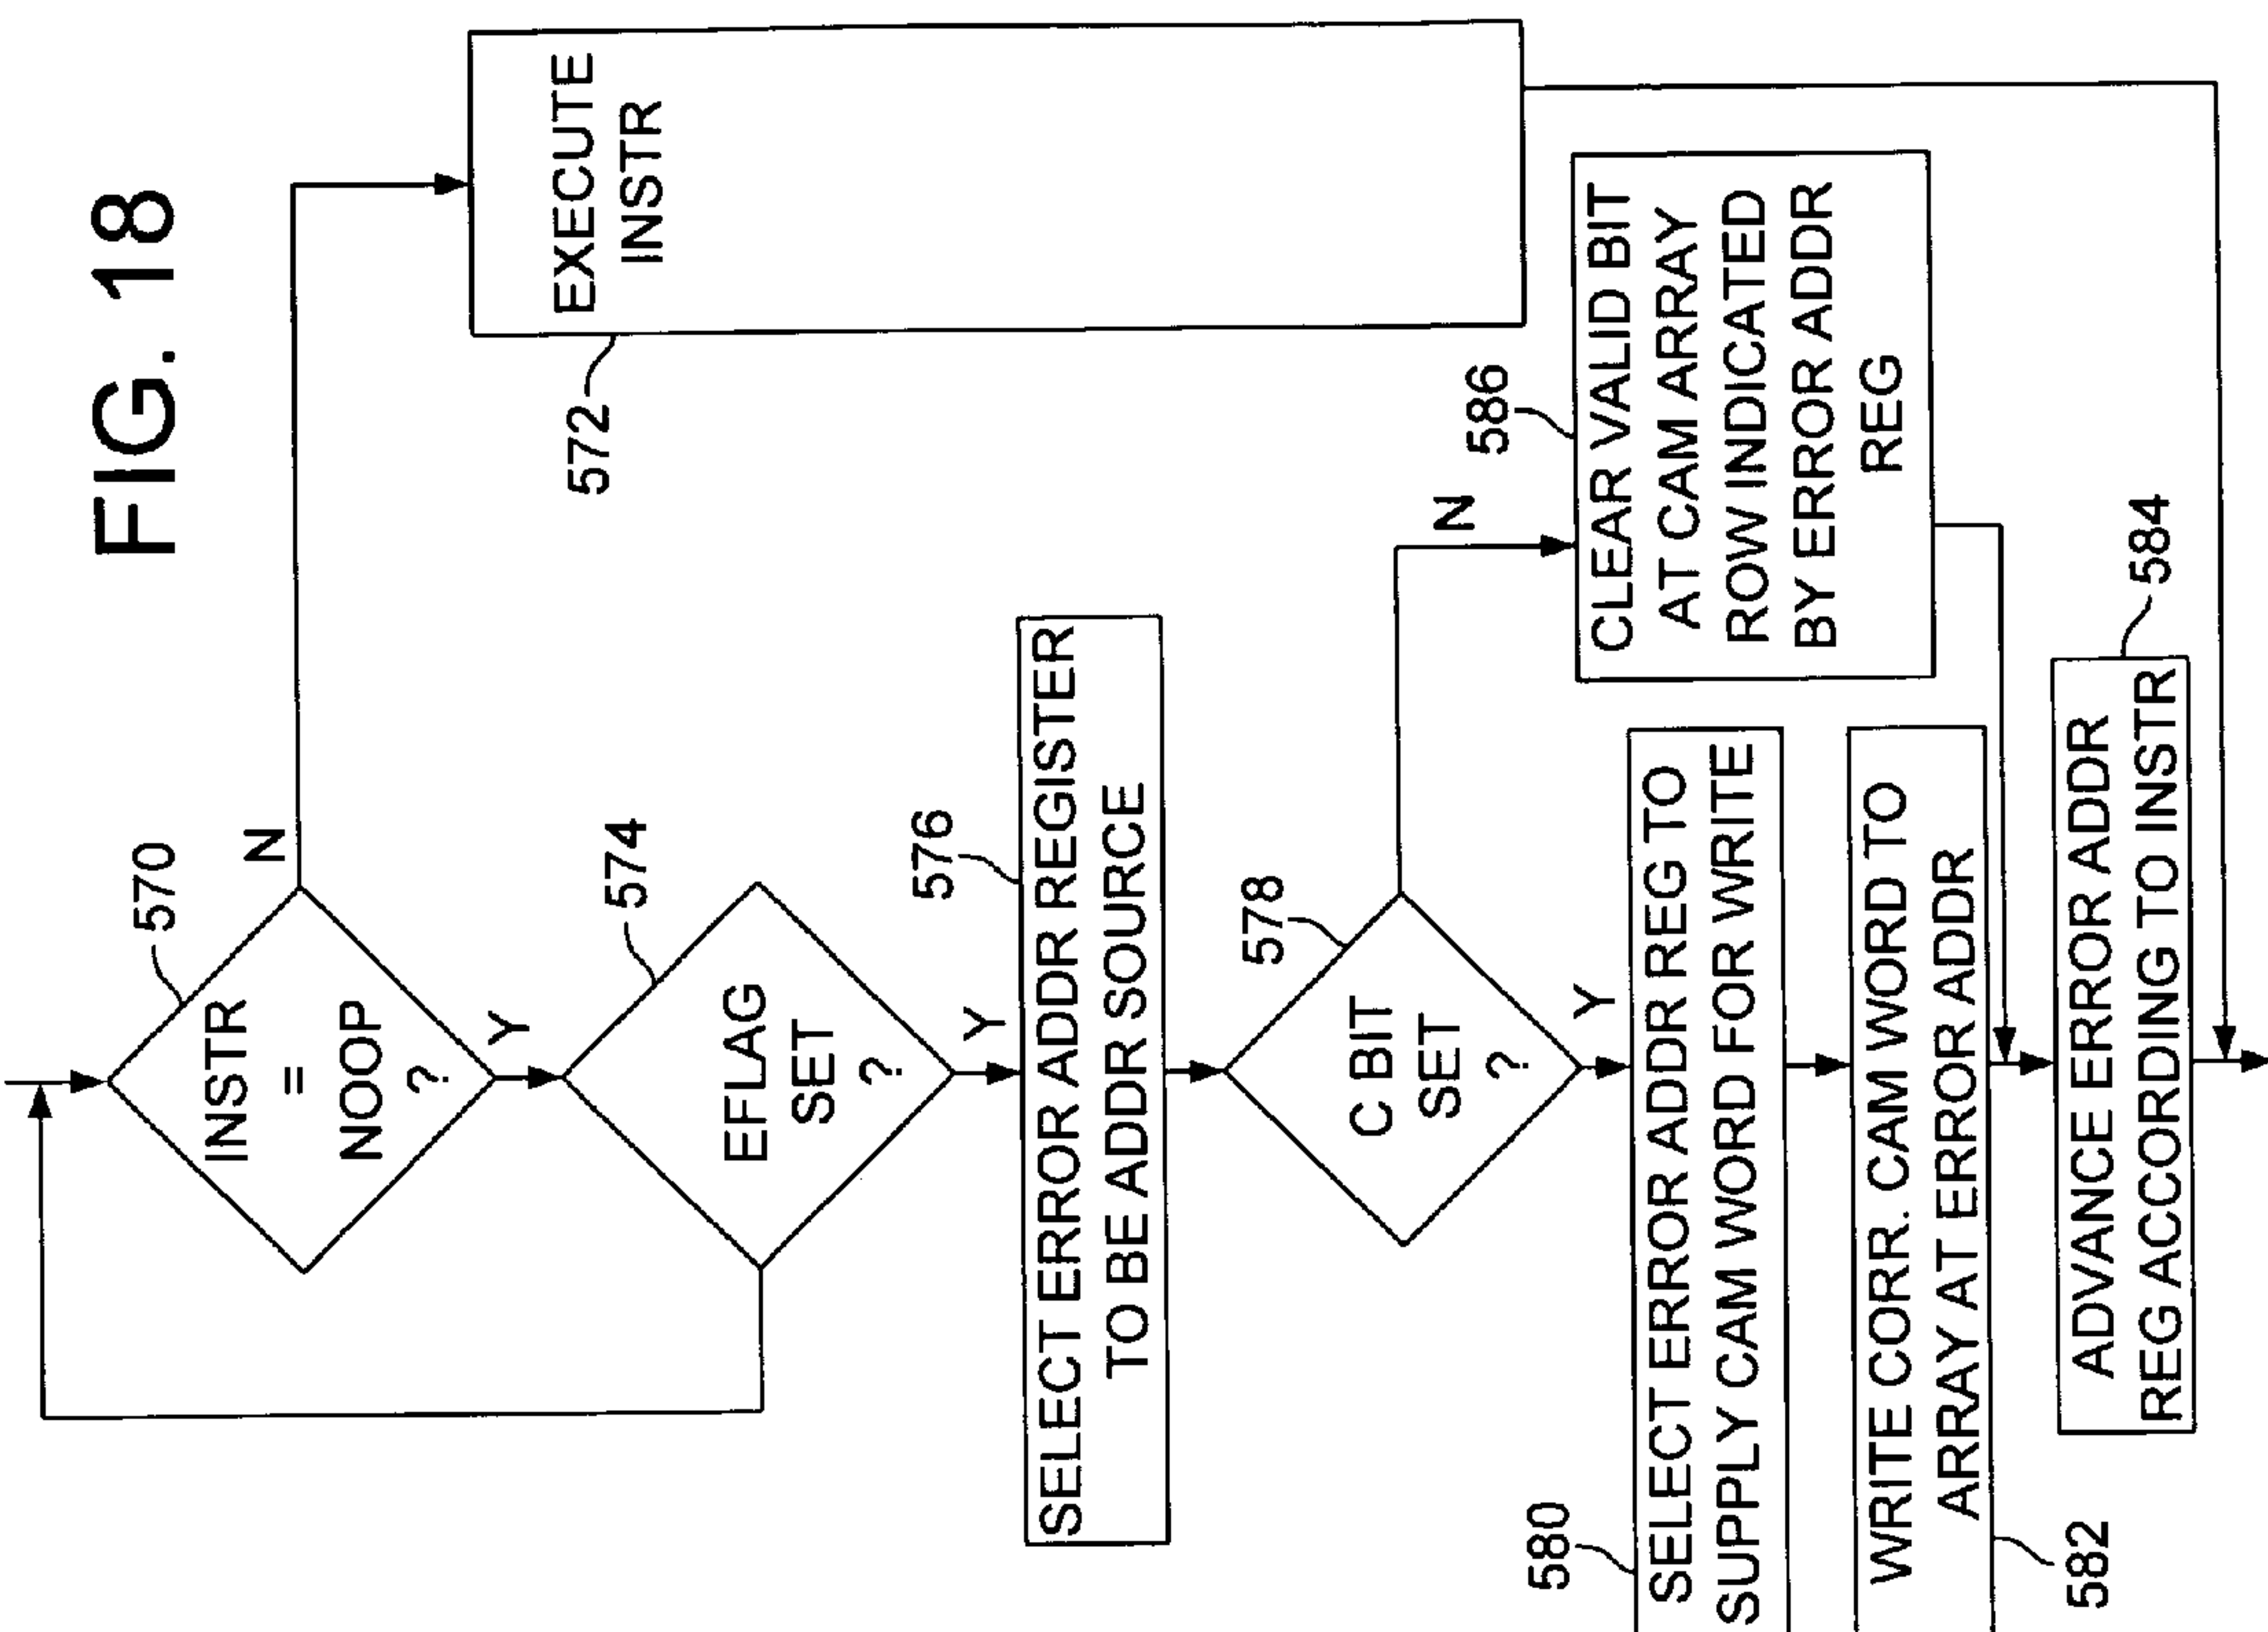 FIG. 18
570
INSTR
=
NOOP
?
N
Y
EXECUTE
INSTR
572
574
EFLAG
SET
?
Y
576
SELECT ERROR ADDR REGISTER
TO BE ADDR SOURCE
578
C BIT
SET
?
N
Y
586
CLEAR VALID BIT
AT CAM ARRAY
ROW INDICATED
BY ERROR ADDR
REG
580
SELECT ERROR ADDR REG TO
SUPPLY CAM WORD FOR WRITE
WRITE CORR. CAM WORD TO
ARRAY AT ERROR ADDR
582
584
ADVANCE ERROR ADDR
REG ACCORDING TO INSTR